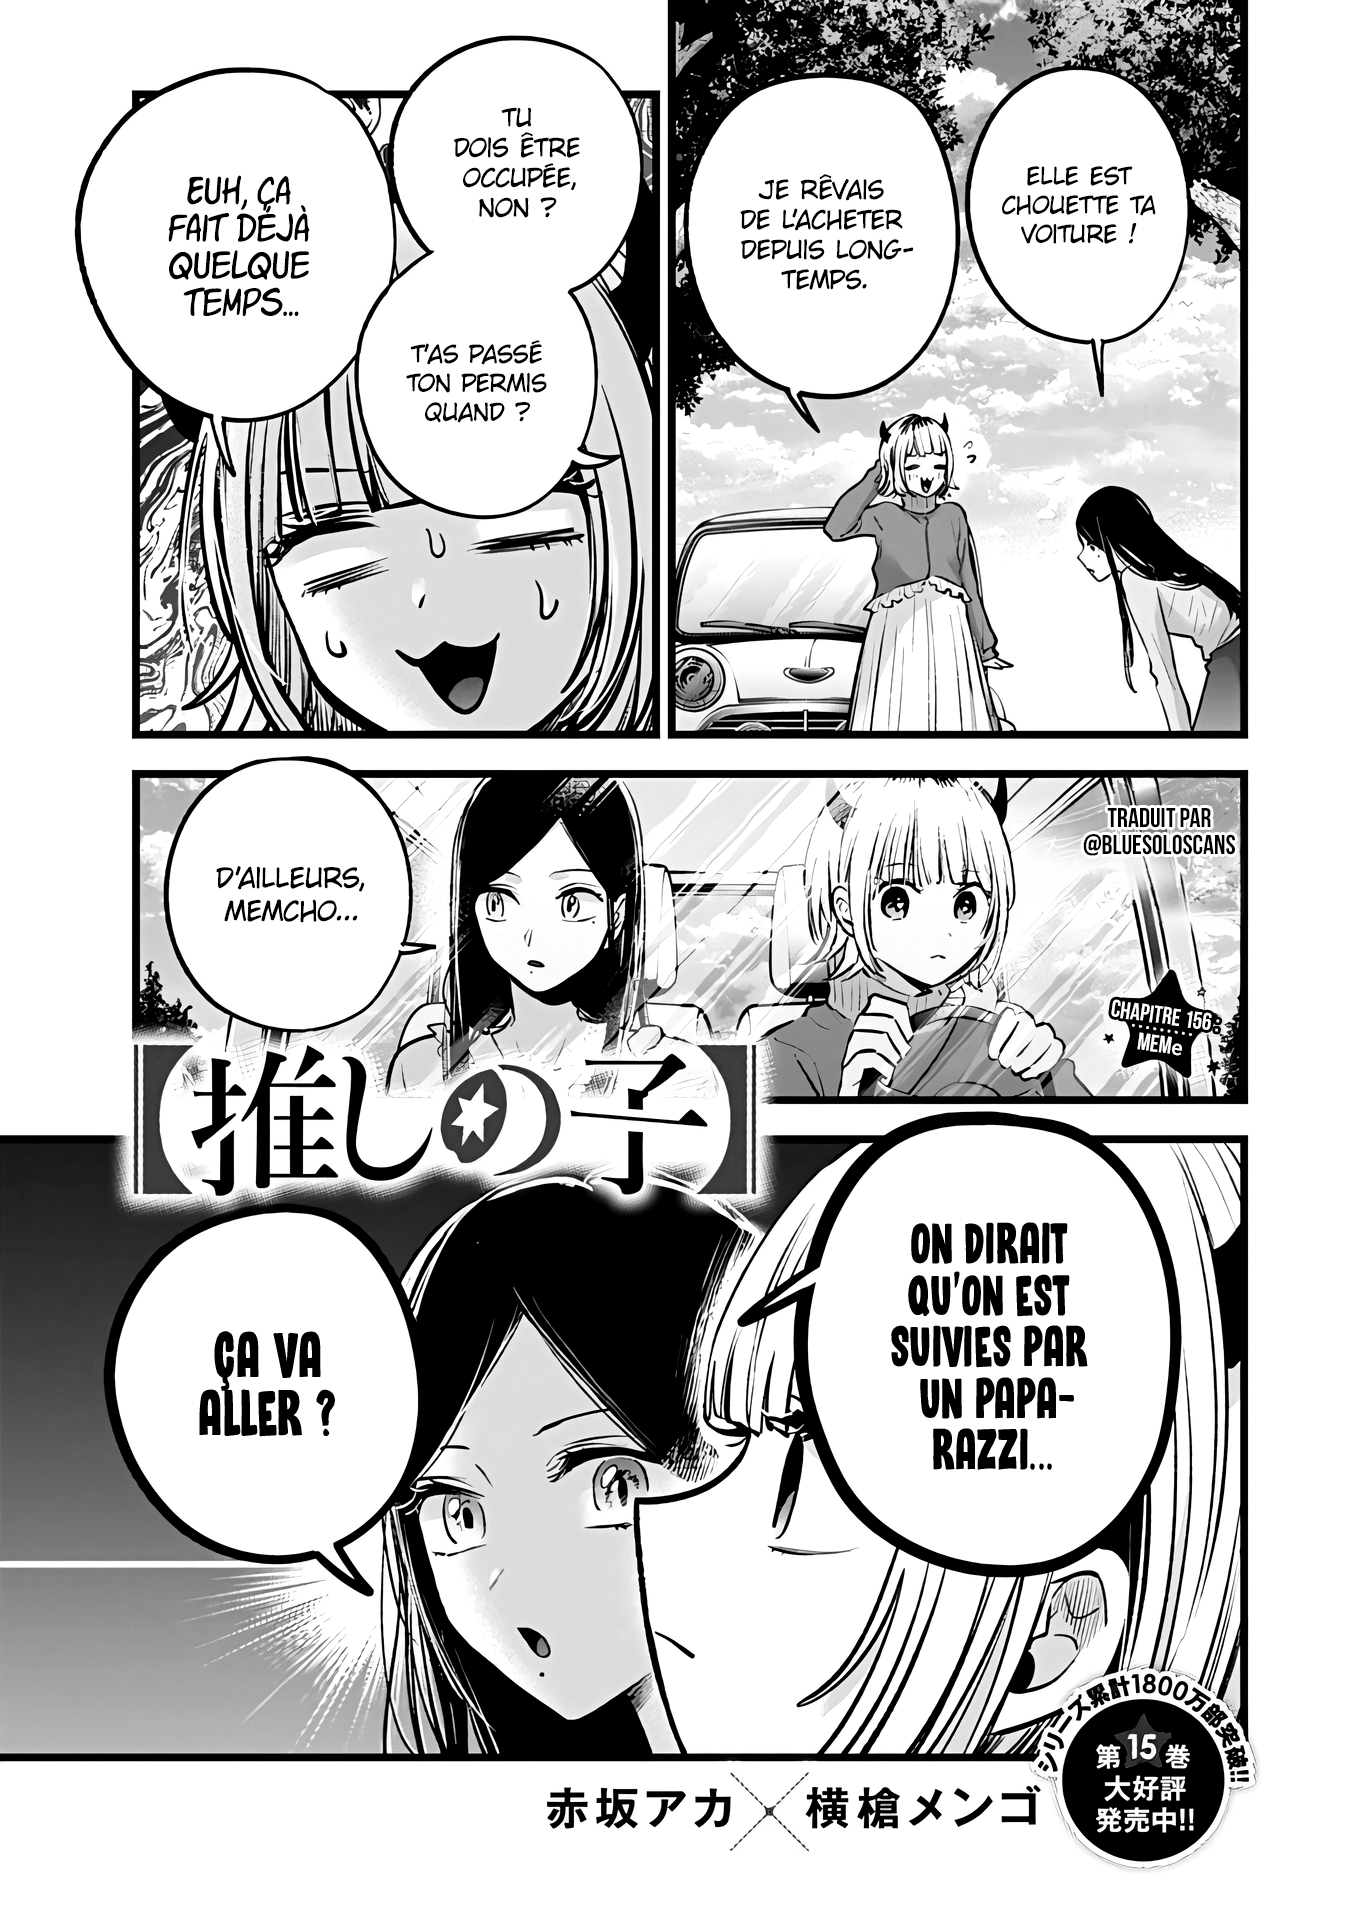 ELLE EST
CHOUETTE TA
VOITURE !
JE RÊVAIS
DE L'ACHETER
DEPUIS LONG-
TEMPS.
TU
DOIS ÊTRE
OCCUPÉE,
NON ?
T'AS PASSÉ
TON PERMIS
QUAND ?
EUH, ÇA
FAIT DÉJÀ
QUELQUE
TEMPS...
TRADUIT PAR
@BLUESOLOSCANS
D'AILLEURS,
MEMCHO...
CHAPITRE 156 :
MEMe
【推しの子】
ON DIRAIT
QU'ON EST
SUIVIES PAR
UN PAPA-
RAZZI...
ÇA VA
ALLER ?
シリーズ累計1800万部突破!!
第15巻
大好評
発売中!!
赤坂アカ×横槍メンゴ